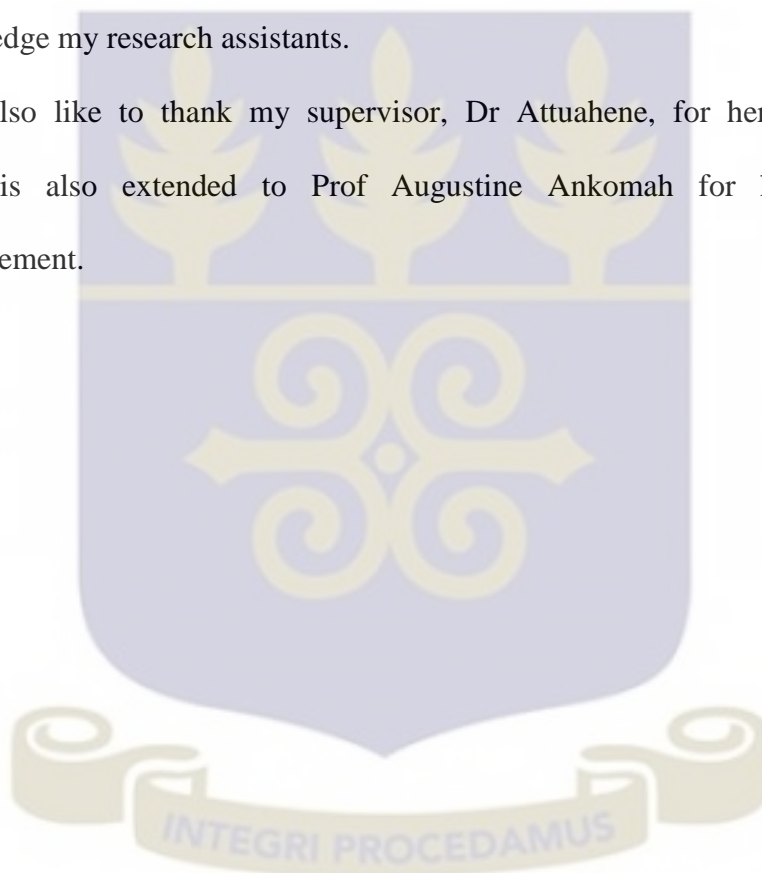 edge my research assistants.
also like to thank my supervisor, Dr Attuahene, for her
is also extended to Prof Augustine Ankomah for
ement.
INTEGRI PROCEDAMUS